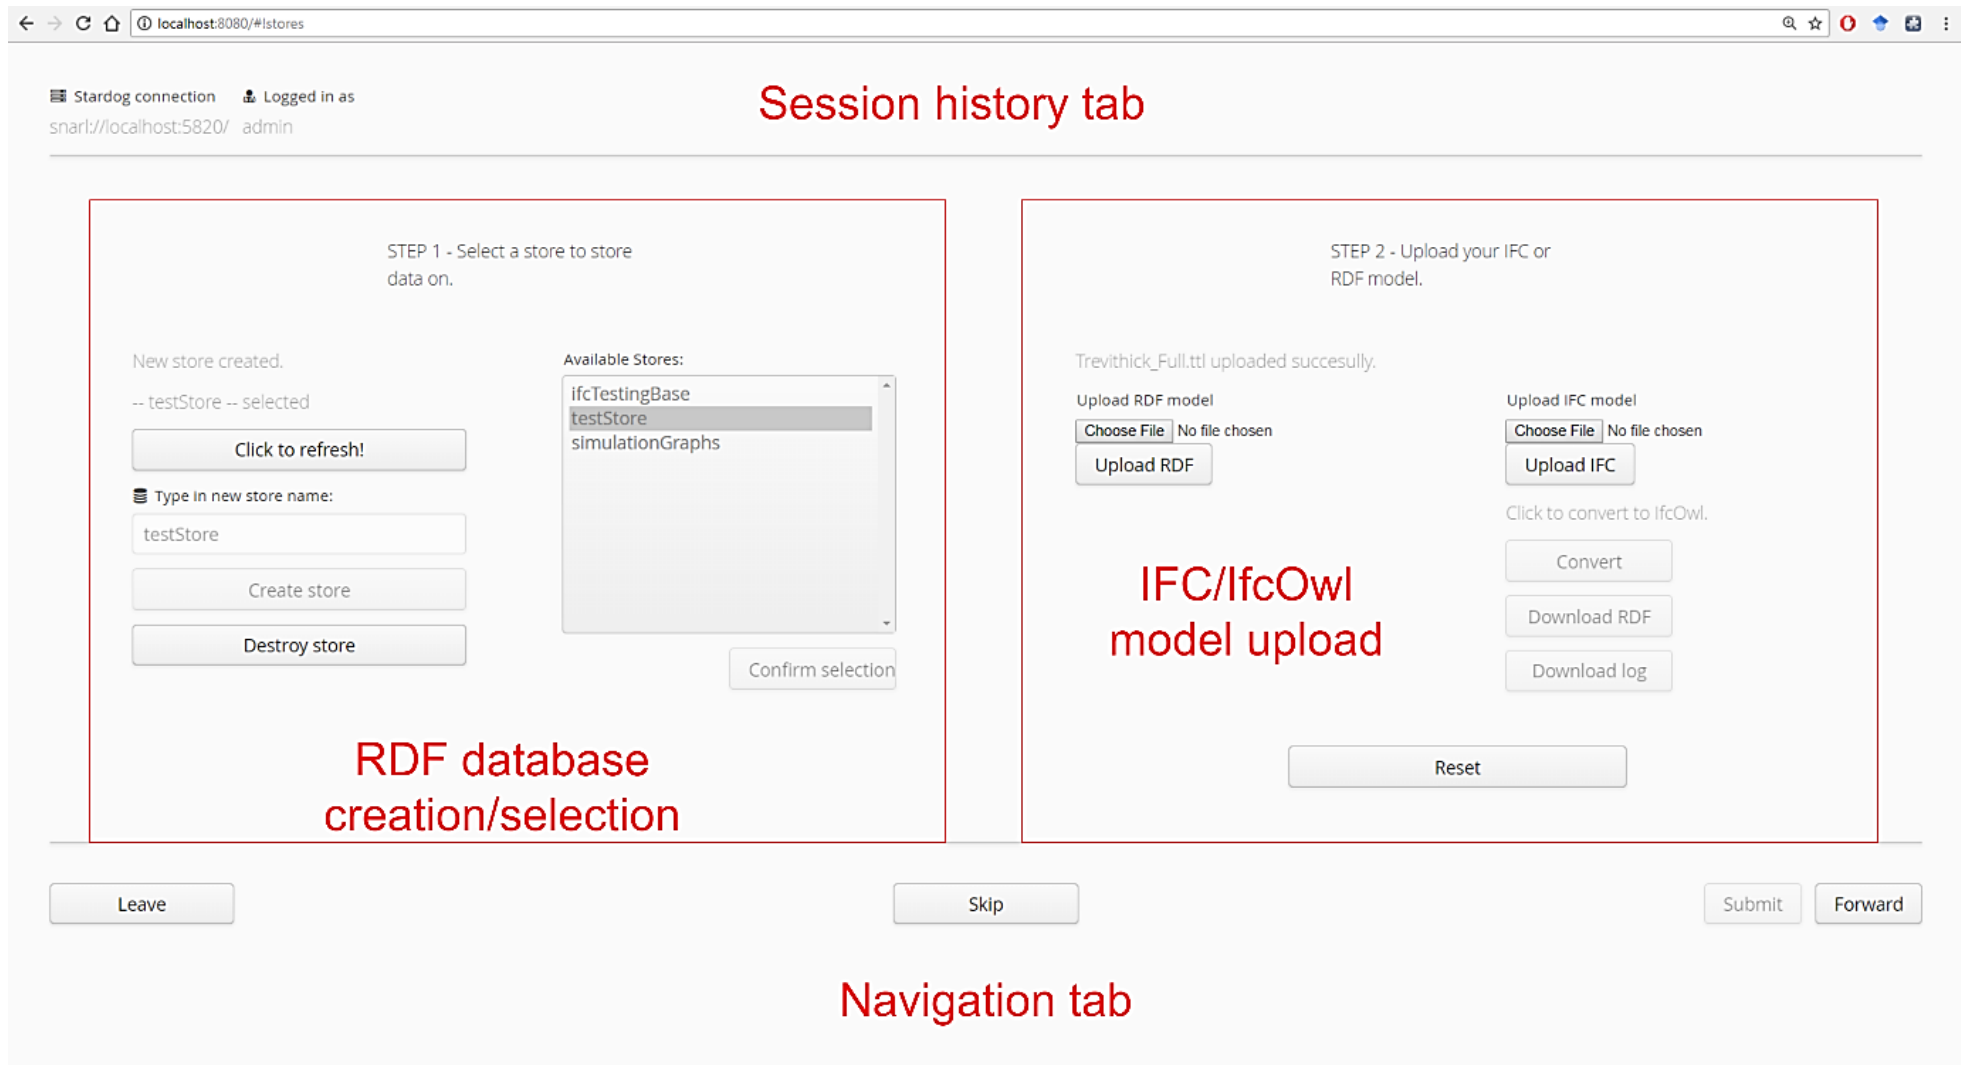 localhost:8080/#!stores
Stardog connection
Logged in as
snarl://localhost:5820/
admin
Session history tab
STEP 1 - Select a store to store
data on.
New store created.
-- testStore -- selected
Click to refresh!
Type in new store name:
testStore
Create store
Destroy store
Available Stores:
ifcTestingBase
testStore
simulationGraphs
Confirm selection
RDF database
creation/selection
STEP 2 - Upload your IFC or
RDF model.
Trevithick_Full.ttl uploaded succesully.
Upload RDF model
Choose File No file chosen
Upload RDF
Upload IFC model
Choose File No file chosen
Upload IFC
Click to convert to IfcOwl.
Convert
Download RDF
Download log
IFC/IfcOwl
model upload
Reset
Leave
Skip
Submit
Forward
Navigation tab